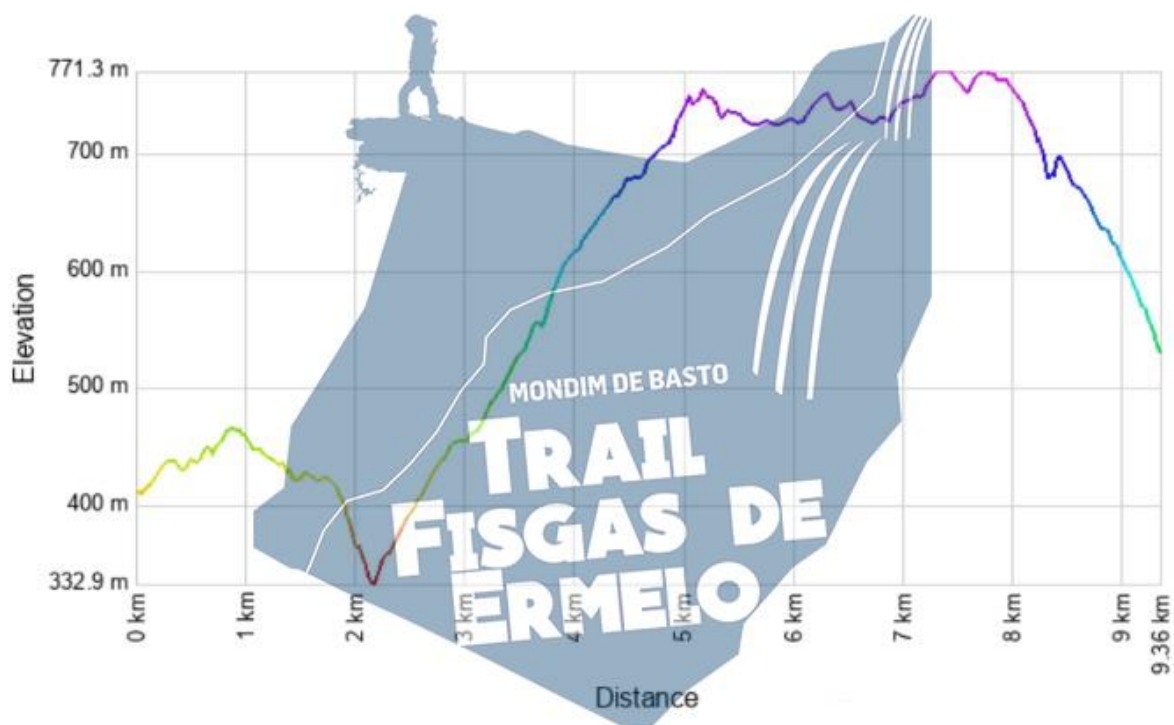 771.3 m
700 m
600 m
500 m
400 m
332.9 m
Elevation
MONDIM DE BASTO
TRAIL
FISGAS DE
ERMELO
0 km
1 km
2 km
3 km
4 km
5 km
6 km
7 km
8 km
9 km
9.36 km
Distance